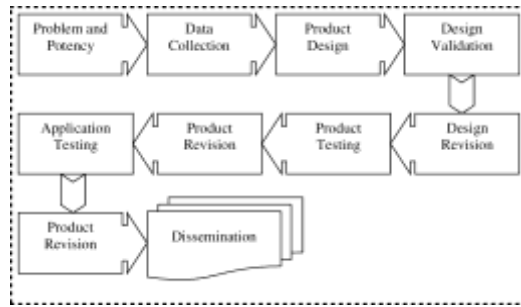 Problem and
Potency
Data
Collection
Product
Design
Design
Validation
Application
Testing
Product
Revision
Product
Testing
Design
Revision
Product
Revision
Dissemination